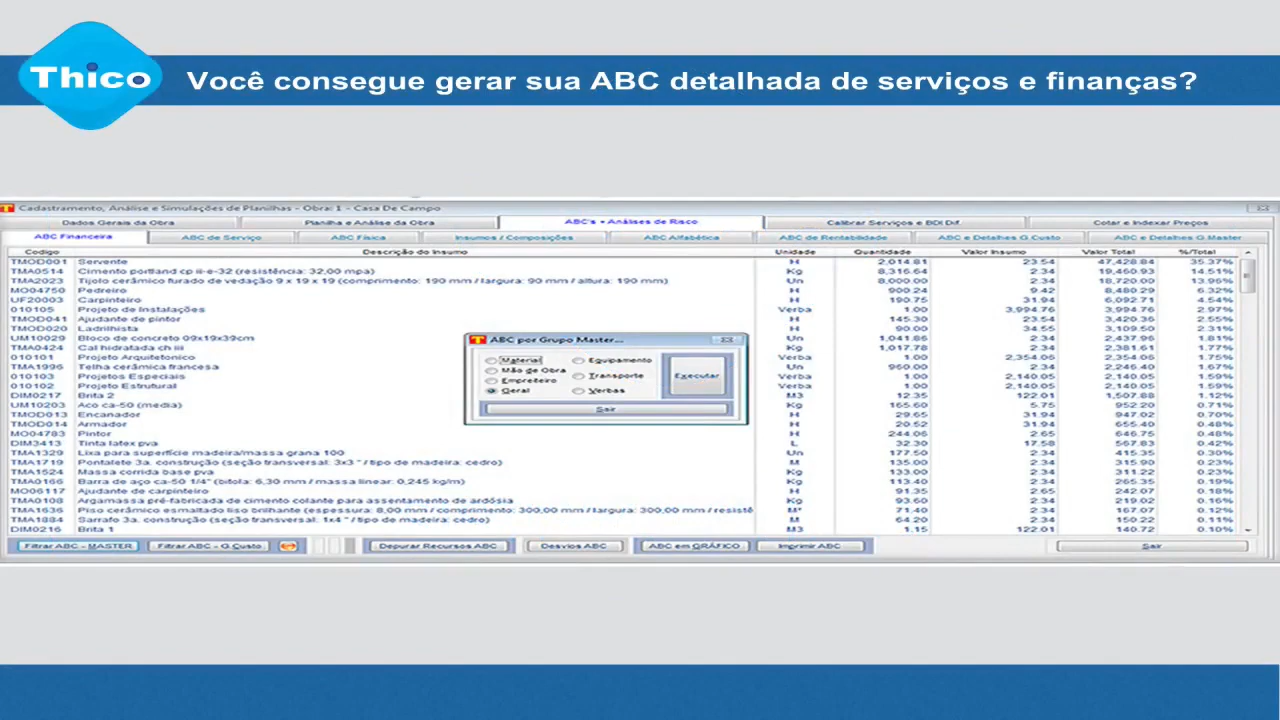 Thico
Você consegue gerar sua ABC detalhada de serviços e finanças?
Cadastramento, Análise e Simulações de Planilhas - Obra: 1 - Casa De Campo
Dados Gerais da Obra Planilha e Análise da Obra ABC's • Análises de Risco Calibrar Serviços e BDI Dif. Cotar e Indexar Preços
ABC Financeira ABC de Serviço ABC Física Insumos / Composições ABC Alfabética ABC de Rentabilidade ABC e Detalhes G.Custo ABC e Detalhes G.Master
Codigo Descrição do Insumo Unidade Quantidade Valor Insumo Valor Total %/Total
TMOD001 Servente H 2,014.81 23.54 47,428.84 35.37%
TMA0514 Cimento portland cp ii-e-32 (resistência: 32,00 mpa) Kg 8,316.64 2.34 19,460.93 14.51%
TMA2023 Tijolo cerâmico furado de vedação 9 x 19 x 19 (comprimento: 190 mm / largura: 90 mm / altura: 190 mm) Un 8,000.00 2.34 18,720.00 13.96%
MO04750 Pedreiro H 900.24 9.42 8,480.29 6.32%
UF20003 Carpinteiro H 190.75 31.94 6,092.71 4.54%
010105 Projeto de Instalações Verba 1.00 3,994.76 3,994.76 2.97%
TMOD041 Ajudante de pintor H 145.30 23.54 3,420.36 2.55%
TMOD020 Ladrilhista H 90.00 34.55 3,109.50 2.31%
UM10029 Bloco de concreto 09x19x39cm Un 1,041.86 2.34 2,437.96 1.81%
TMA0424 Cal hidratada ch iii Kg 1,017.78 2.34 2,381.61 1.77%
010101 Projeto Arquitetonico Verba 1.00 2,354.06 2,354.06 1.75%
TMA1996 Telha cerâmica francesa Un 960.00 2.34 2,246.40 1.67%
010103 Projetos Especiais Verba 1.00 2,140.05 2,140.05 1.59%
010102 Projeto Estrutural Verba 1.00 2,140.05 2,140.05 1.59%
DIM0217 Brita 2 M3 12.35 122.01 1,507.88 1.12%
UM10203 Aco ca-50 (media) Kg 165.60 5.75 952.20 0.71%
TMOD013 Encanador H 29.65 31.94 947.02 0.70%
TMOD014 Armador H 20.52 31.94 655.40 0.48%
MO04783 Pintor H 244.06 2.65 646.75 0.48%
DIM3413 Tinta latex pva L 32.30 17.58 567.83 0.42%
TMA1329 Lixa para superfície madeira/massa grana 100 Un 177.50 2.34 415.35 0.30%
TMA1719 Pontalete 3a. construção (seção transversal: 3x3 " / tipo de madeira: cedro) M 135.00 2.34 315.90 0.23%
TMA1524 Massa corrida base pva Kg 133.00 2.34 311.22 0.23%
TMA0166 Barra de aço ca-50 1/4" (bitola: 6,30 mm / massa linear: 0,245 kg/m) Kg 113.40 2.34 265.35 0.19%
MO06117 Ajudante de carpinteiro H 91.35 2.65 242.07 0.18%
TMA0108 Argamassa pré-fabricada de cimento colante para assentamento de ardósia Kg 93.60 2.34 219.02 0.16%
TMA1636 Piso cerâmico esmaltado liso brilhante (espessura: 8,00 mm / comprimento: 300,00 mm / largura: 300,00 mm / resistê M² 71.40 2.34 167.07 0.12%
TMA1884 Sarrafo 3a. construção (seção transversal: 1x4 " / tipo de madeira: cedro) M 64.20 2.34 150.22 0.11%
DIM0216 Brita 1 M3 1.15 122.01 140.72 0.10%
ABC por Grupo Master...
Material Equipamento
Mão de Obra Transporte
Empreiteiro
Geral Verbas
Executar
Sair
Filtrar ABC - MASTER Filtrar ABC - G.Custo Depurar Recursos ABC Desvios ABC ABC em GRÁFICO Imprimir ABC Sair